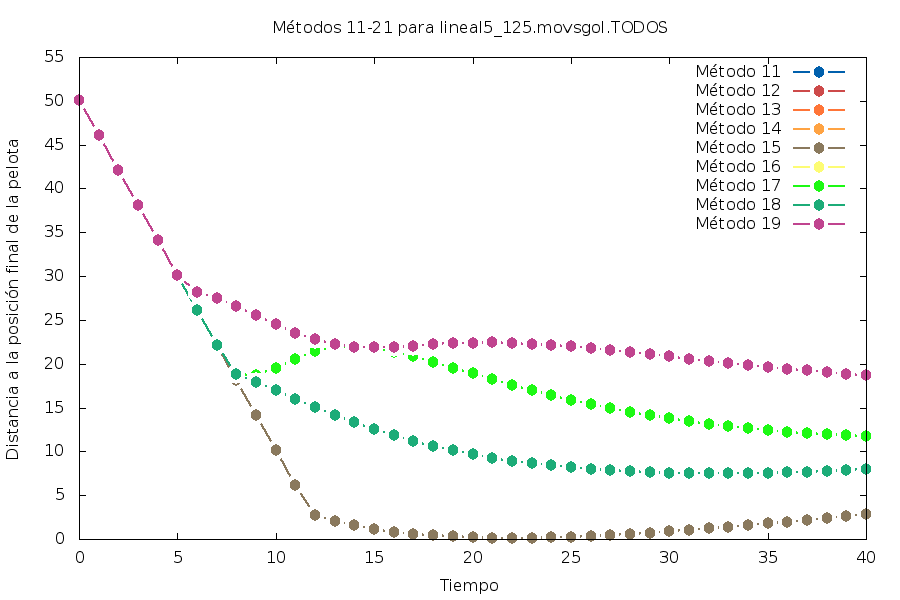 Métodos 11-21 para lineal5_125.movsgol.TODOS
Distancia a la posición final de la pelota
55
50
45
40
35
30
25
20
15
10
5
0
0 5 10 15 20 25 30 35 40
Tiempo
Método 11
Método 12
Método 13
Método 14
Método 15
Método 16
Método 17
Método 18
Método 19